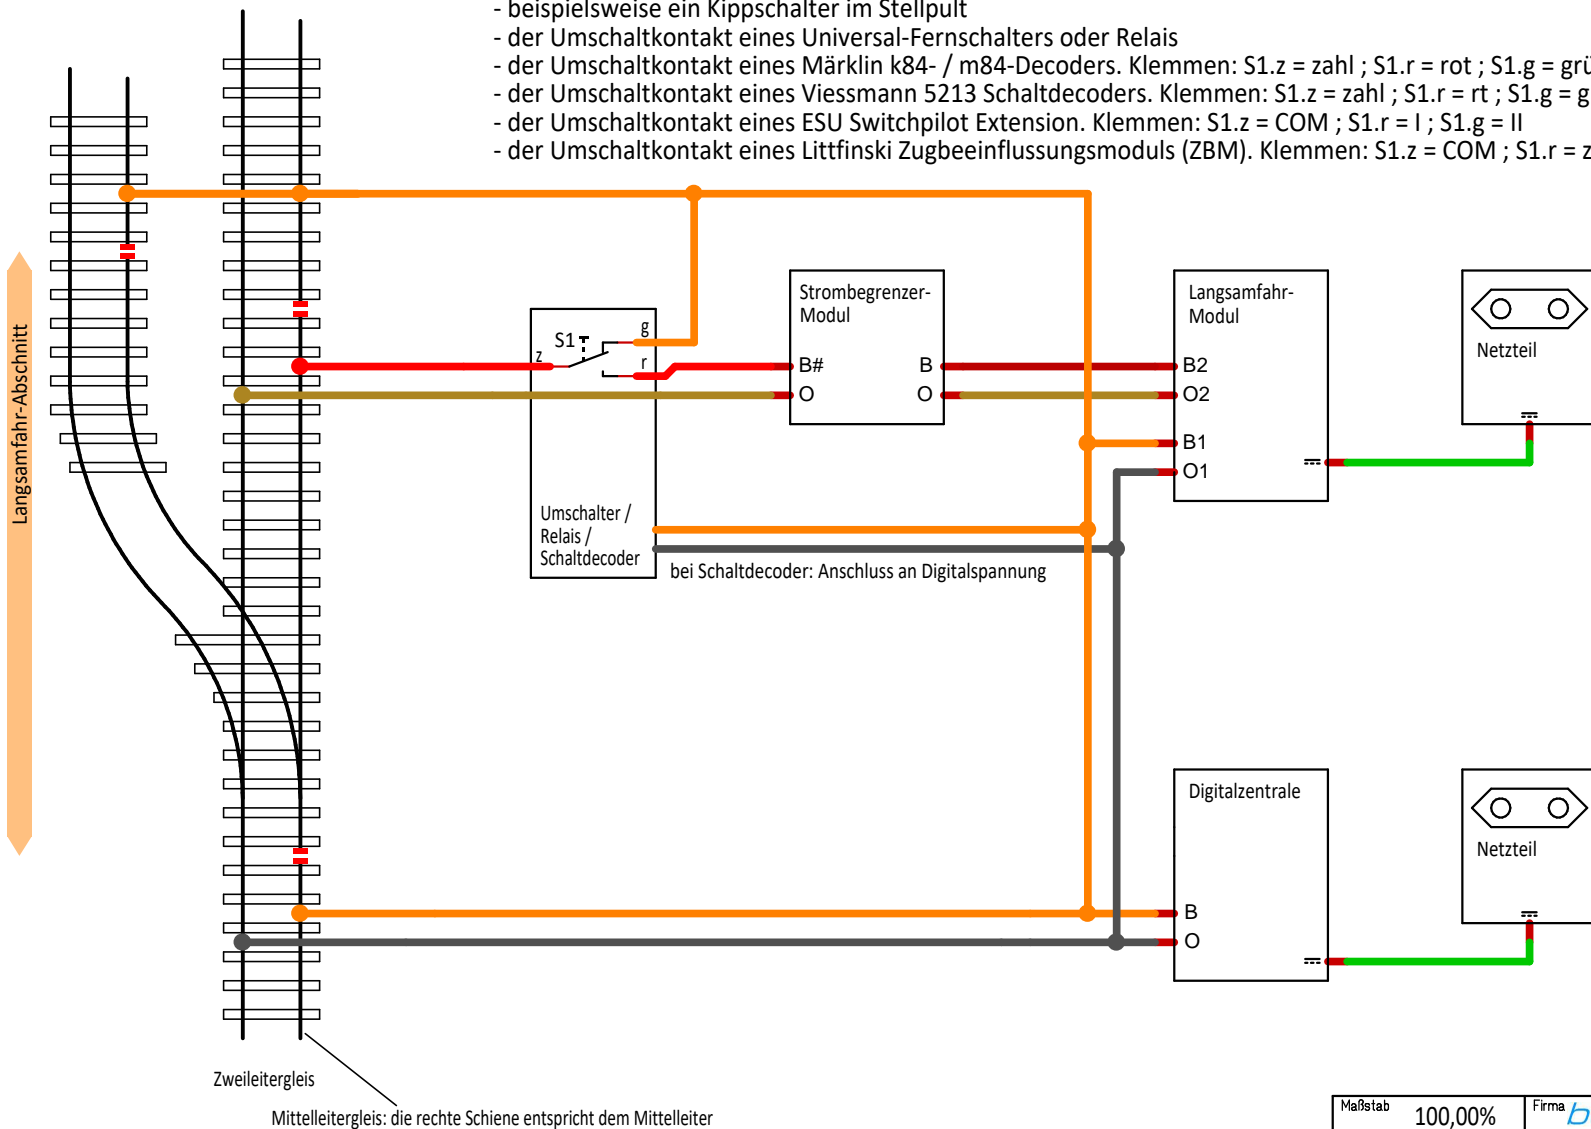 - beispielsweise ein Kippschalter im Stellpult
- der Umschaltkontakt eines Universal-Fernschalters oder Relais
- der Umschaltkontakt eines Märklin k84- / m84-Decoders. Klemmen: S1.z = zahl ; S1.r = rot ; S1.g = grü
- der Umschaltkontakt eines Viessmann 5213 Schaltdecoders. Klemmen: S1.z = zahl ; S1.r = rt ; S1.g = g
- der Umschaltkontakt eines ESU Switchpilot Extension. Klemmen: S1.z = COM ; S1.r = I ; S1.g = II
- der Umschaltkontakt eines Littfinski Zugbeeinflussungsmoduls (ZBM). Klemmen: S1.z = COM ; S1.r = z
Langsamfahr-Abschnitt
S1
z
g
r
Umschalter /
Relais /
Schaltdecoder
Strombegrenzer-
Modul
B#
O
B
O
Langsamfahr-
Modul
B2
O2
B1
O1
Netzteil
bei Schaltdecoder: Anschluss an Digitalspannung
Digitalzentrale
B
O
Netzteil
Zweileitergleis
Mittelleitergleis: die rechte Schiene entspricht dem Mittelleiter
Maßstab
100,00%
Firma
b